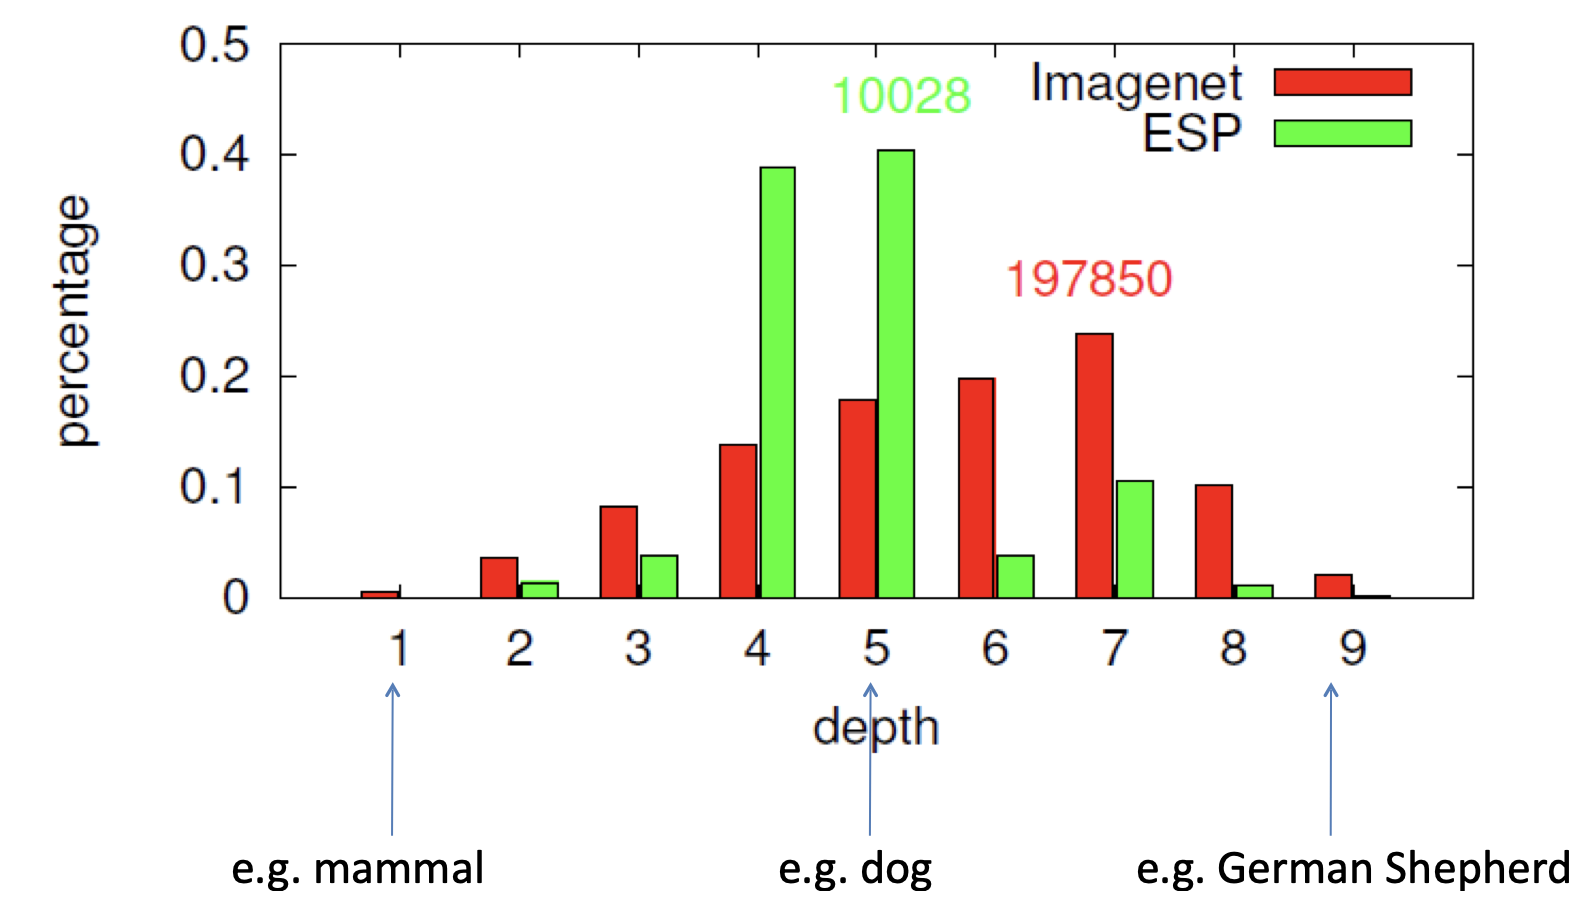 0.5
0.4
0.3
0.2
0.1
0
percentage
10028
197850
Imagenet
ESP
1 2 3 4 5 6 7 8 9
depth
e.g. mammal
e.g. dog
e.g. German Shepherd